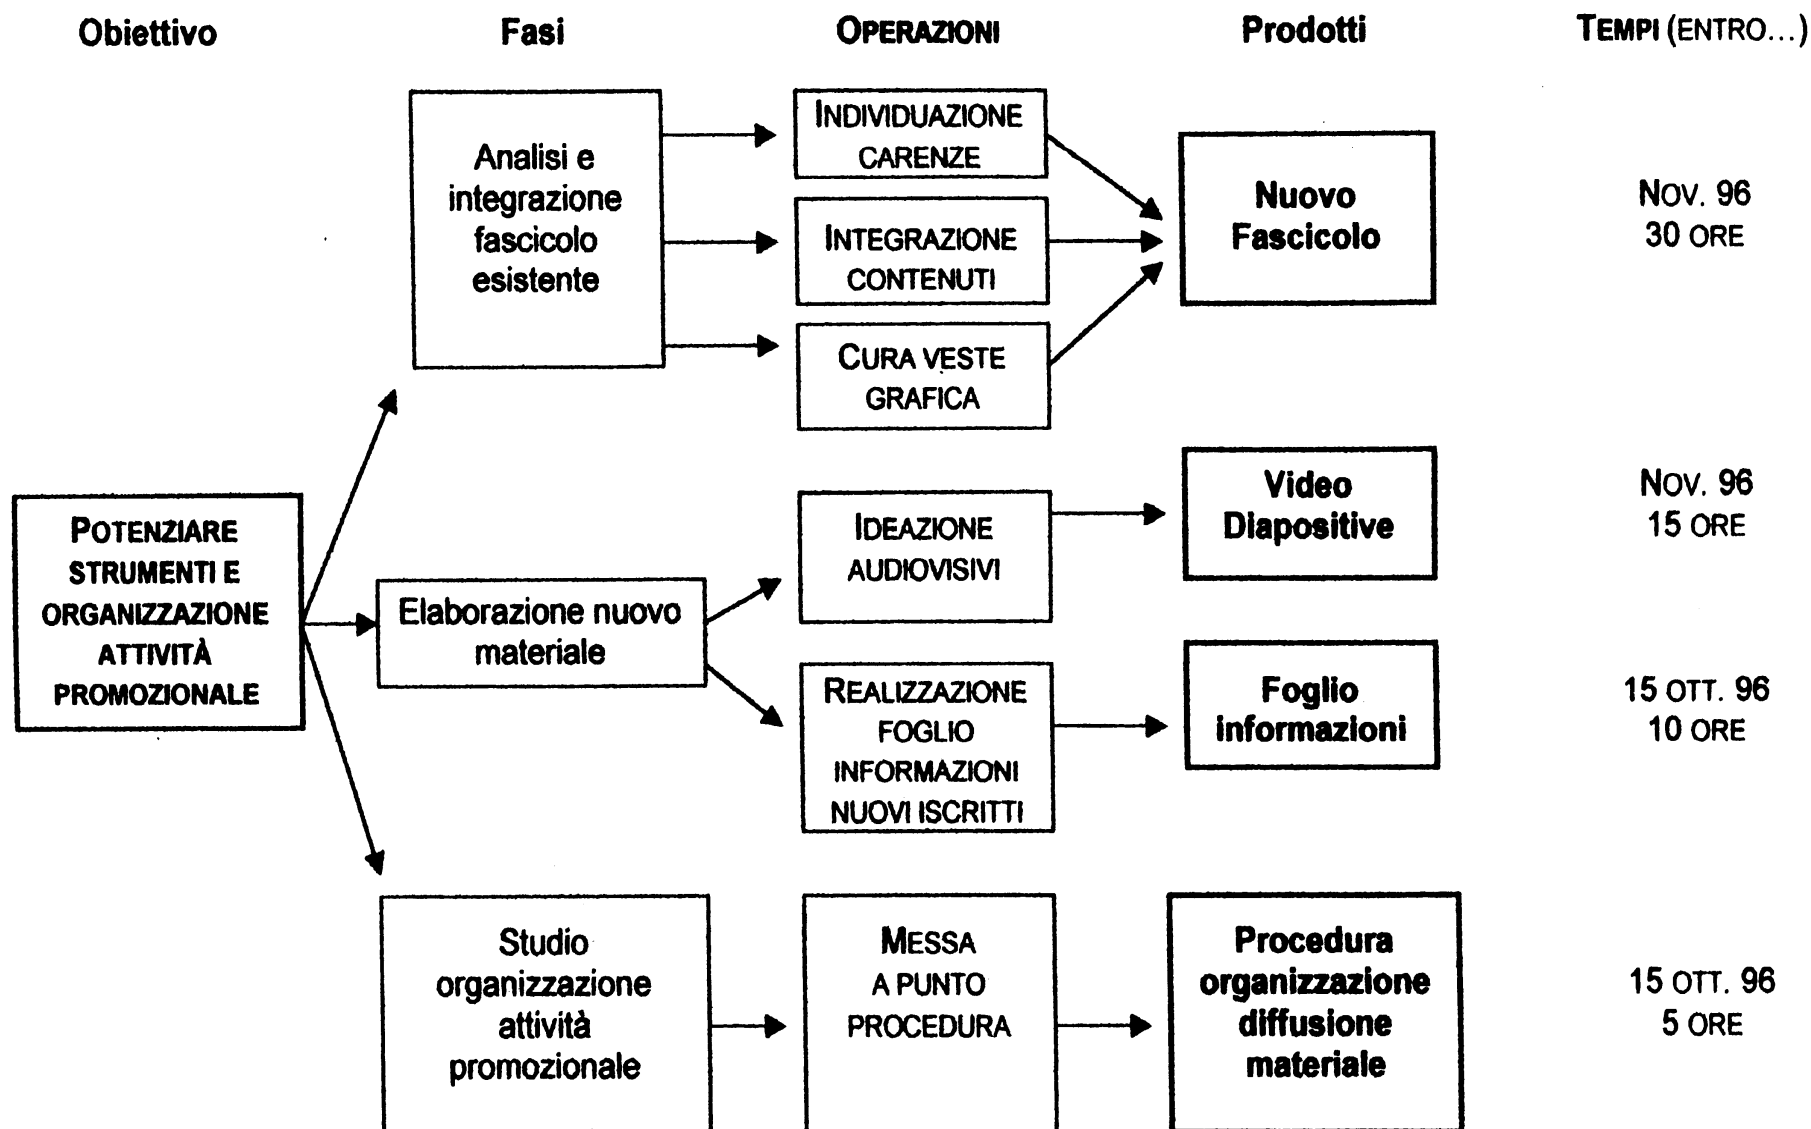 Obiettivo Fasi OPERAZIONI Prodotti TEMPI (ENTRO...)
Analisi e
integrazione
fascicolo
esistente
INDIVIDUAZIONE
CARENZE
INTEGRAZIONE
CONTENUTI
CURA VESTE
GRAFICA
Nuovo
Fascicolo
NOV. 96
30 ORE
POTENZIARE
STRUMENTI E
ORGANIZZAZIONE
ATTIVITÀ
PROMOZIONALE
Elaborazione nuovo
materiale
IDEAZIONE
AUDIOVISIVI
Video
Diapositive
NOV. 96
15 ORE
REALIZZAZIONE
FOGLIO
INFORMAZIONI
NUOVI ISCRITTI
Foglio
informazioni
15 OTT. 96
10 ORE
Studio
organizzazione
attività
promozionale
MESSA
A PUNTO
PROCEDURA
Procedura
organizzazione
diffusione
materiale
15 OTT. 96
5 ORE